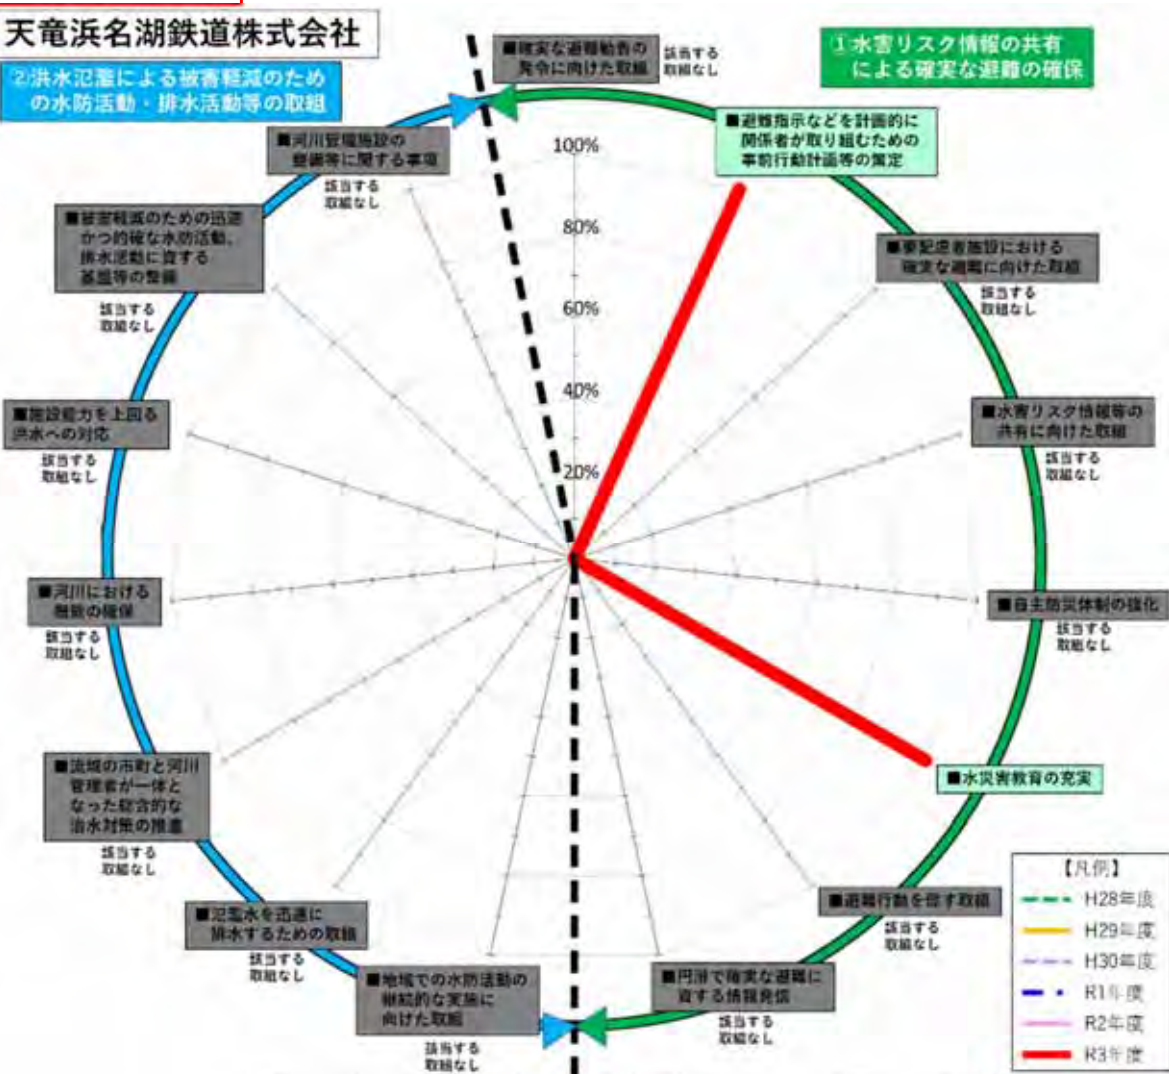 天竜浜名湖鉄道株式会社
②洪水氾濫による被害軽減のため
の水防活動・排水活動等の取組
①水害リスク情報の共有
による確実な避難の確保
■確実な避難勧告の
発令に向けた取組
該当する
取組なし
■避難指示などを計画的に
関係者が取り組むための
事前行動計画等の策定
■要配慮者施設における
確実な避難に向けた取組
該当する
取組なし
■水害リスク情報等の
共有に向けた取組
該当する
取組なし
■自主防災体制の強化
該当する
取組なし
■水災害教育の充実
■避難行動を促す取組
該当する
取組なし
■円滑で確実な避難に
資する情報発信
該当する
取組なし
■地域での水防活動の
継続的な実施に
向けた取組
該当する
取組なし
■氾濫水を迅速に
排水するための取組
該当する
取組なし
■流域の市町と河川
管理者が一体と
なった総合的な
治水対策の推進
該当する
取組なし
■河川における
樹木の確保
該当する
取組なし
■施設能力を上回る
洪水への対応
該当する
取組なし
■被害軽減のための迅速
かつ的確な水防活動、
排水活動に資する
基盤等の整備
該当する
取組なし
■河川管理施設の
整備等に関する事項
該当する
取組なし
100%
80%
60%
40%
20%
【凡例】
H28年度
H29年度
H30年度
R1年度
R2年度
R3年度